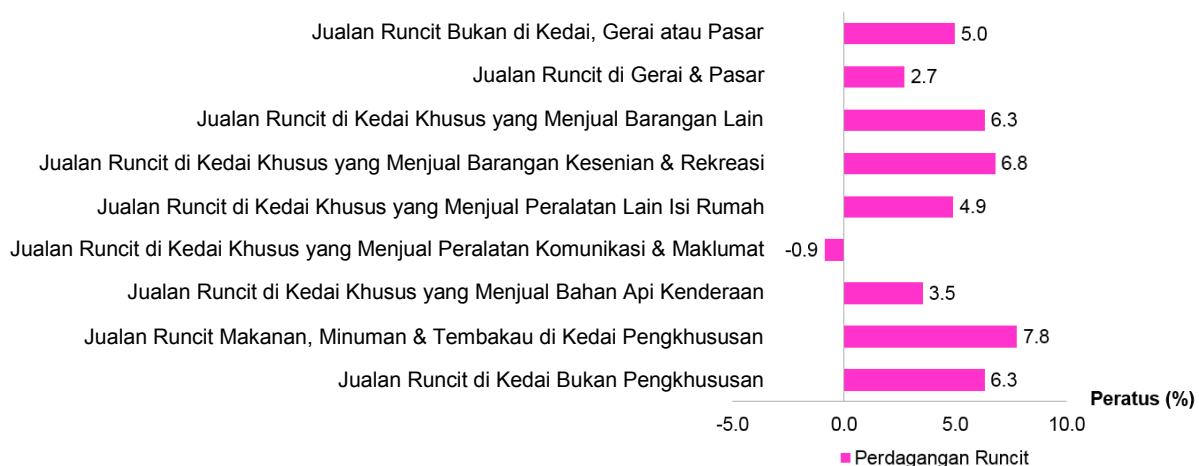 Jualan Runcit Bukan di Kedai, Gerai atau Pasar 5.0
Jualan Runcit di Gerai & Pasar 2.7
Jualan Runcit di Kedai Khusus yang Menjual Barangan Lain 6.3
Jualan Runcit di Kedai Khusus yang Menjual Barangan Kesenian & Rekreasi 6.8
Jualan Runcit di Kedai Khusus yang Menjual Peralatan Lain Isi Rumah 4.9
Jualan Runcit di Kedai Khusus yang Menjual Peralatan Komunikasi & Maklumat -0.9
Jualan Runcit di Kedai Khusus yang Menjual Bahan Api Kenderaan 3.5
Jualan Runcit Makanan, Minuman & Tembakau di Kedai Pengkhususan 7.8
Jualan Runcit di Kedai Bukan Pengkhususan 6.3
Peratus (%)
-5.0 0.0 5.0 10.0
Perdagangan Runcit